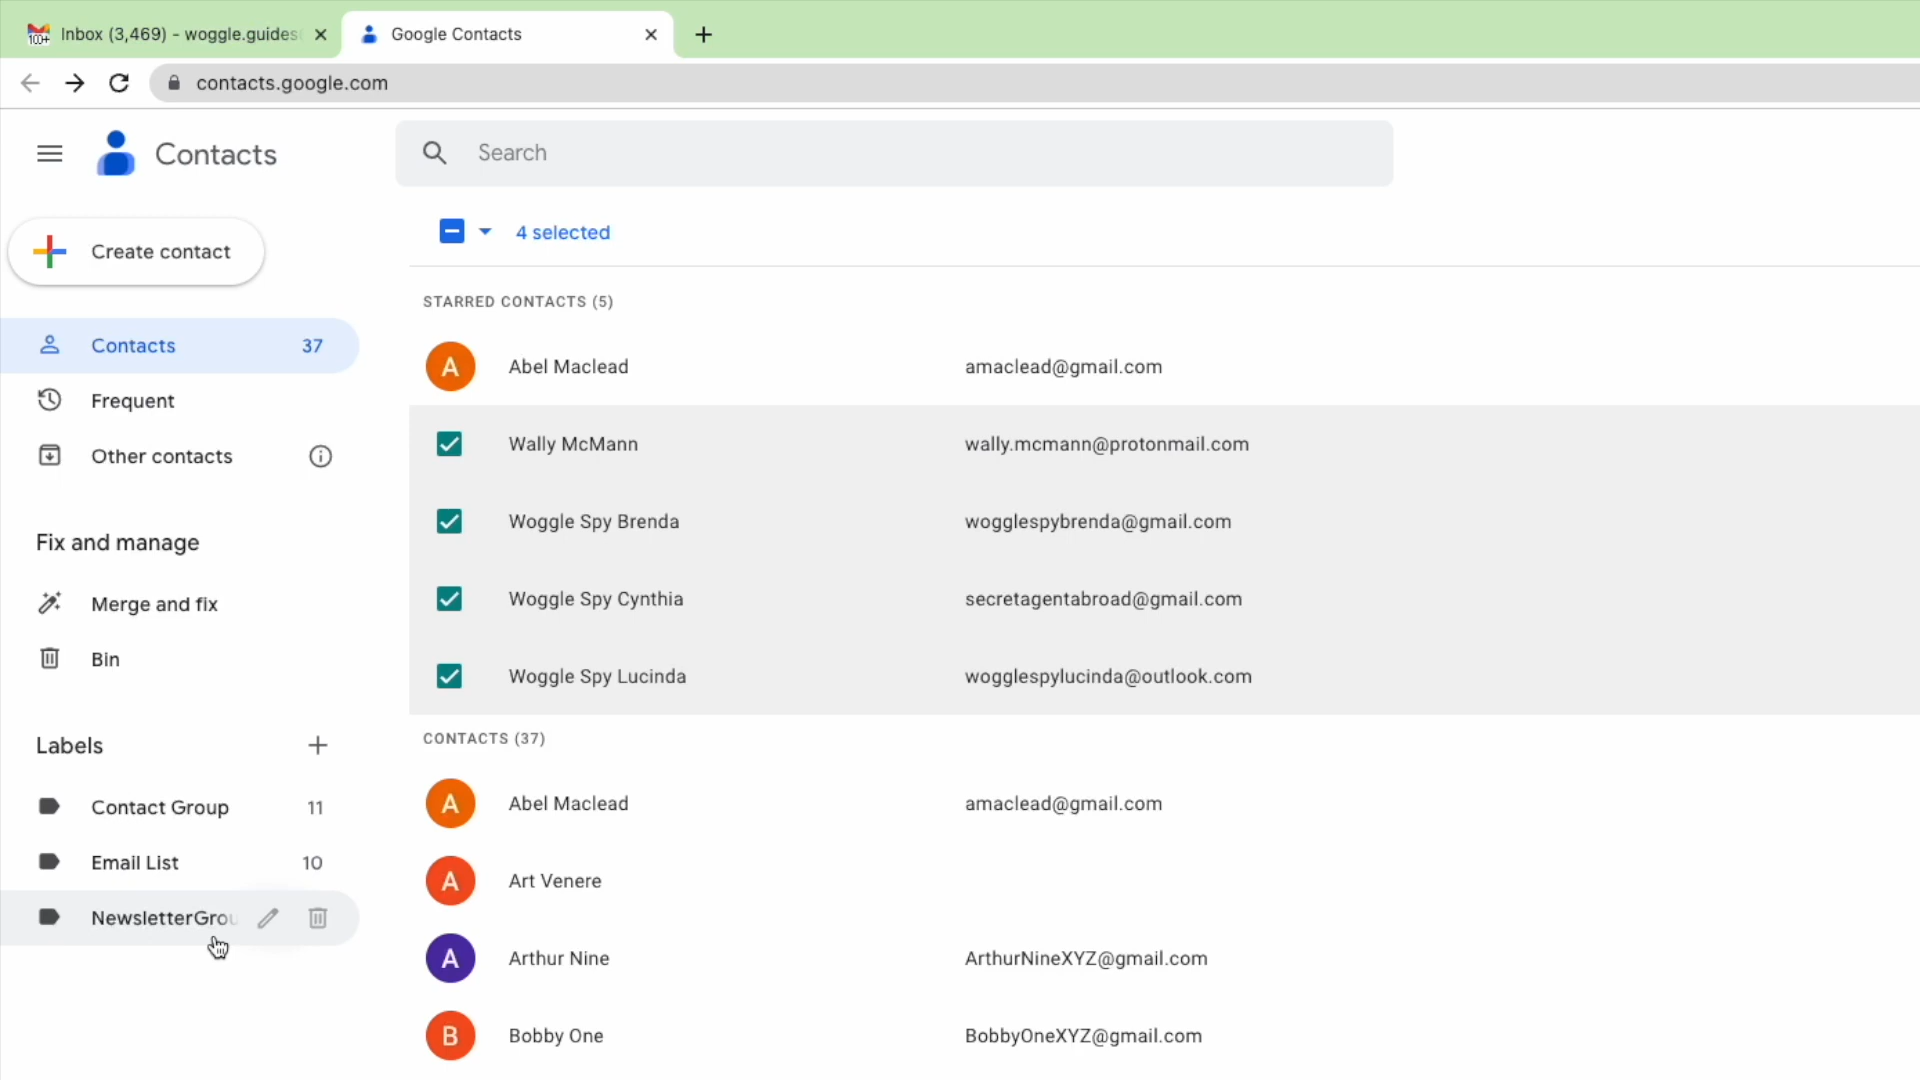 Inbox (3,469) - woggle.guides
Google Contacts
contacts.google.com
Contacts
Search
Create contact
4 selected
STARRED CONTACTS (5)
Contacts 37
Frequent
Other contacts
Fix and manage
Merge and fix
Bin
Labels
Contact Group 11
Email List 10
NewsletterGrou
Abel Maclead amaclead@gmail.com
Wally McMann wally.mcmann@protonmail.com
Woggle Spy Brenda wogglespybrenda@gmail.com
Woggle Spy Cynthia secretagentabroad@gmail.com
Woggle Spy Lucinda wogglespylucinda@outlook.com
CONTACTS (37)
A Abel Maclead amaclead@gmail.com
A Art Venere
A Arthur Nine ArthurNineXYZ@gmail.com
B Bobby One BobbyOneXYZ@gmail.com